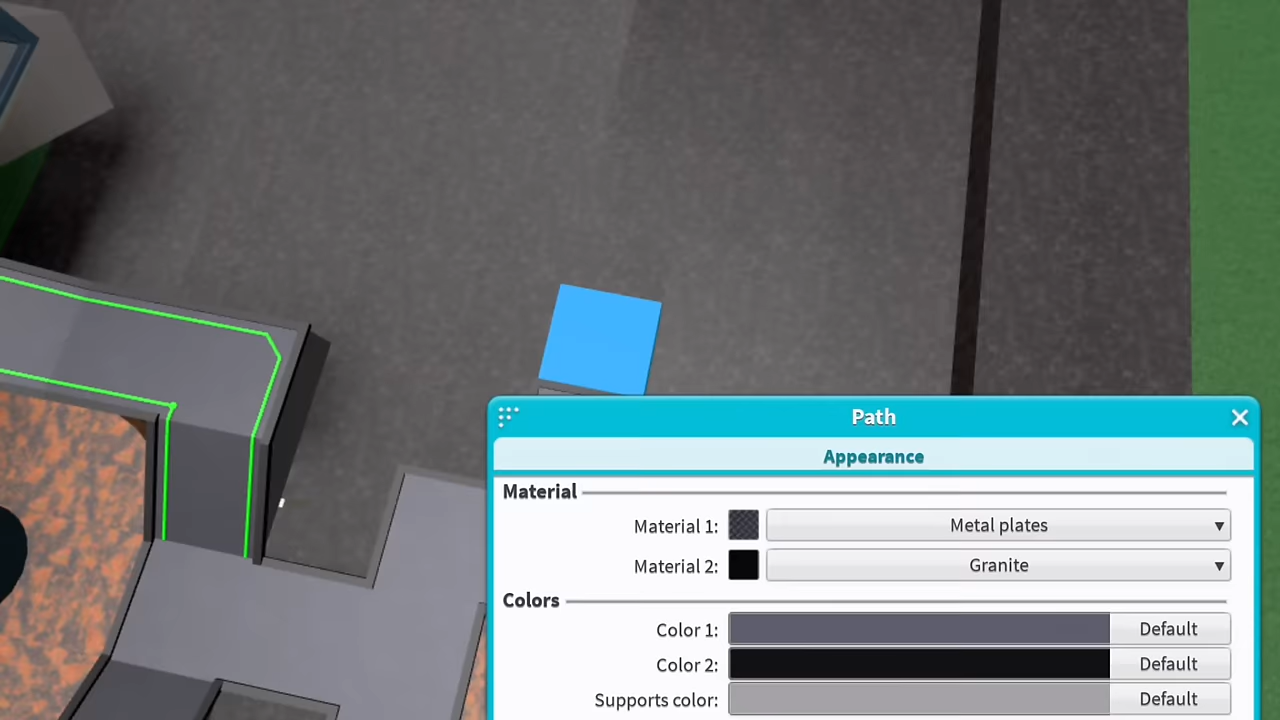 Path
Appearance
Material
Material 1: Metal plates
Material 2: Granite
Colors
Color 1: Default
Color 2: Default
Supports color: Default